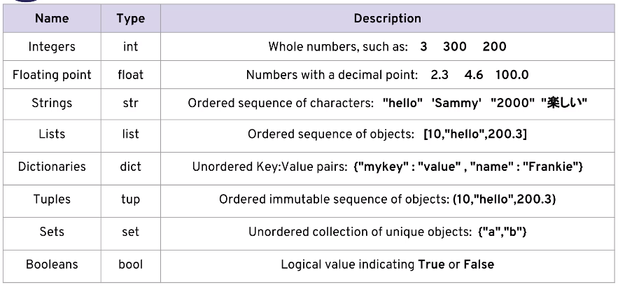 Name Type Description
Integers int Whole numbers, such as: 3 300 200
Floating point float Numbers with a decimal point: 2.3 4.6 100.0
Strings str Ordered sequence of characters: "hello" 'Sammy' "2000" "楽しい"
Lists list Ordered sequence of objects: [10,"hello",200.3]
Dictionaries dict Unordered Key:Value pairs: {"mykey" : "value" , "name" : "Frankie"}
Tuples tup Ordered immutable sequence of objects: (10,"hello",200.3)
Sets set Unordered collection of unique objects: {"a","b"}
Booleans bool Logical value indicating True or False